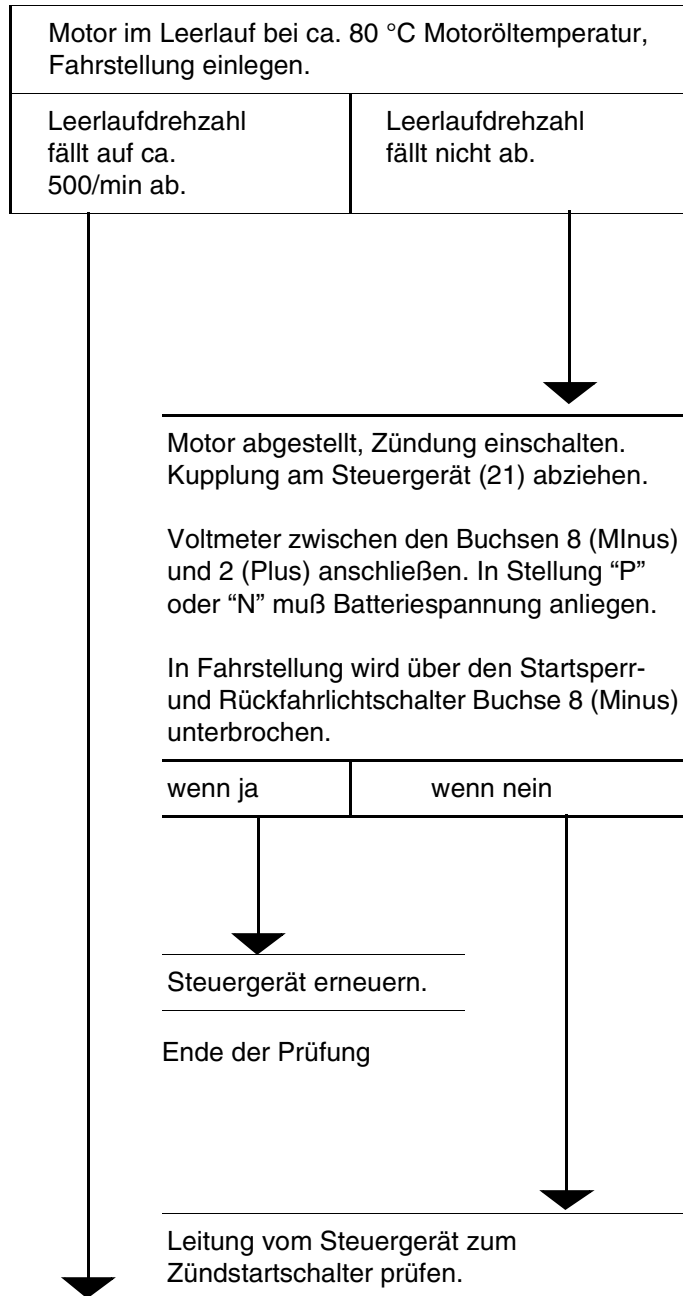 Motor im Leerlauf bei ca. 80 °C Motoröltemperatur,
Fahrstellung einlegen.
Leerlaufdrehzahl
fällt auf ca.
500/min ab.
Leerlaufdrehzahl
fällt nicht ab.
Motor abgestellt, Zündung einschalten.
Kupplung am Steuergerät (21) abziehen.
Voltmeter zwischen den Buchsen 8 (MInus)
und 2 (Plus) anschließen. In Stellung “P”
oder “N” muß Batteriespannung anliegen.
In Fahrstellung wird über den Startsperr-
und Rückfahrlichtschalter Buchse 8 (Minus)
unterbrochen.
wenn ja
wenn nein
Steuergerät erneuern.
Ende der Prüfung
Leitung vom Steuergerät zum
Zündstartschalter prüfen.